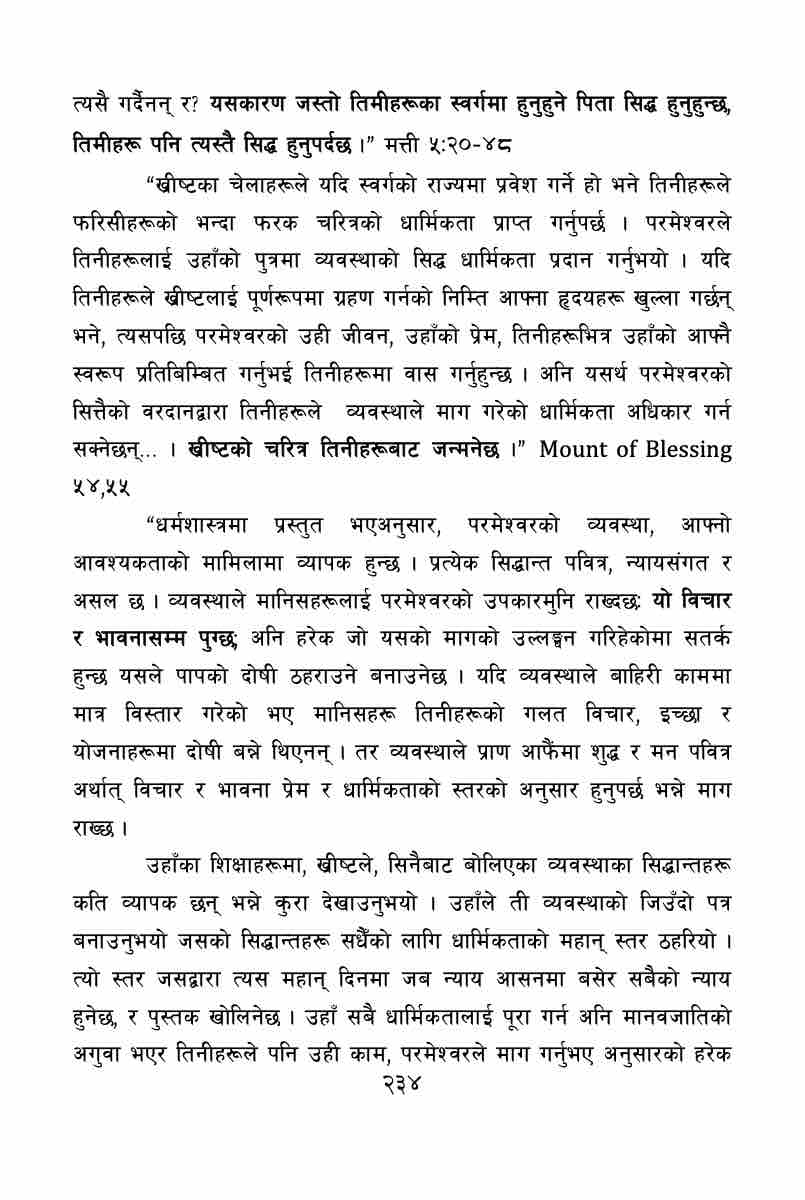 त्यसै गर्दैनन् र? यसकारण जस्तो तिमीहरूका स्वर्गमा हुनुहुने पिता सिद्ध हुनुहुन्छ,
तिमीहरू पनि त्यस्तै सिद्ध हुनुपर्दछ ।” मत्ती ५:२०-४८
“ख्रीष्टका चेलाहरूले यदि स्वर्गको राज्यमा प्रवेश गर्ने हो भने तिनीहरूले
फरिसीहरूको भन्दा फरक चरित्रको धार्मिकता प्राप्त गर्नुपर्छ । परमेश्वरले
तिनीहरूलाई उहाँको पुत्रमा व्यवस्थाको सिद्ध धार्मिकता प्रदान गर्नुभयो । यदि
तिनीहरूले ख्रीष्टलाई पूर्णरूपमा ग्रहण गर्नको निम्ति आफ्ना हृदयहरू खुल्ला गर्छन्
भने, त्यसपछि परमेश्वरको उही जीवन, उहाँको प्रेम, तिनीहरूभित्र उहाँको आफ्नै
स्वरूप प्रतिबिम्बित गर्नुभई तिनीहरूमा वास गर्नुहुन्छ । अनि यसर्थ परमेश्वरको
सित्तैको वरदानद्वारा तिनीहरूले व्यवस्थाले माग गरेको धार्मिकता अधिकार गर्न
सक्नेछन्... । ख्रीष्टको चरित्र तिनीहरूबाट जन्मनेछ ।” Mount of Blessing
५४,५५
“धर्मशास्त्रमा प्रस्तुत भएअनुसार, परमेश्वरको व्यवस्था, आफ्नो
आवश्यकताको मामिलामा व्यापक हुन्छ । प्रत्येक सिद्धान्त पवित्र, न्यायसंगत र
असल छ । व्यवस्थाले मानिसहरूलाई परमेश्वरको उपकारमुनि राख्दछः यो विचार
र भावनासम्म पुग्छ; अनि हरेक जो यसको मागको उल्लङ्घन गरिहेकोमा सतर्क
हुन्छ यसले पापको दोषी ठहराउने बनाउनेछ । यदि व्यवस्थाले बाहिरी काममा
मात्र विस्तार गरेको भए मानिसहरू तिनीहरूको गलत विचार, इच्छा र
योजनाहरूमा दोषी बन्ने थिएनन् । तर व्यवस्थाले प्राण आफैंमा शुद्ध र मन पवित्र
अर्थात् विचार र भावना प्रेम र धार्मिकताको स्तरको अनुसार हुनुपर्छ भन्ने माग
राख्छ ।
उहाँका शिक्षाहरूमा, ख्रीष्टले, सिनैबाट बोलिएका व्यवस्थाका सिद्धान्तहरू
कति व्यापक छन् भन्ने कुरा देखाउनुभयो । उहाँले ती व्यवस्थाको जिउँदो पत्र
बनाउनुभयो जसको सिद्धान्तहरू सधैँको लागि धार्मिकताको महान् स्तर ठहरियो ।
त्यो स्तर जसद्वारा त्यस महान् दिनमा जब न्याय आसनमा बसेर सबैको न्याय
हुनेछ, र पुस्तक खोलिनेछ । उहाँ सबै धार्मिकतालाई पूरा गर्न अनि मानवजातिको
अगुवा भएर तिनीहरूले पनि उही काम, परमेश्वरले माग गर्नुभए अनुसारको हरेक
२३४